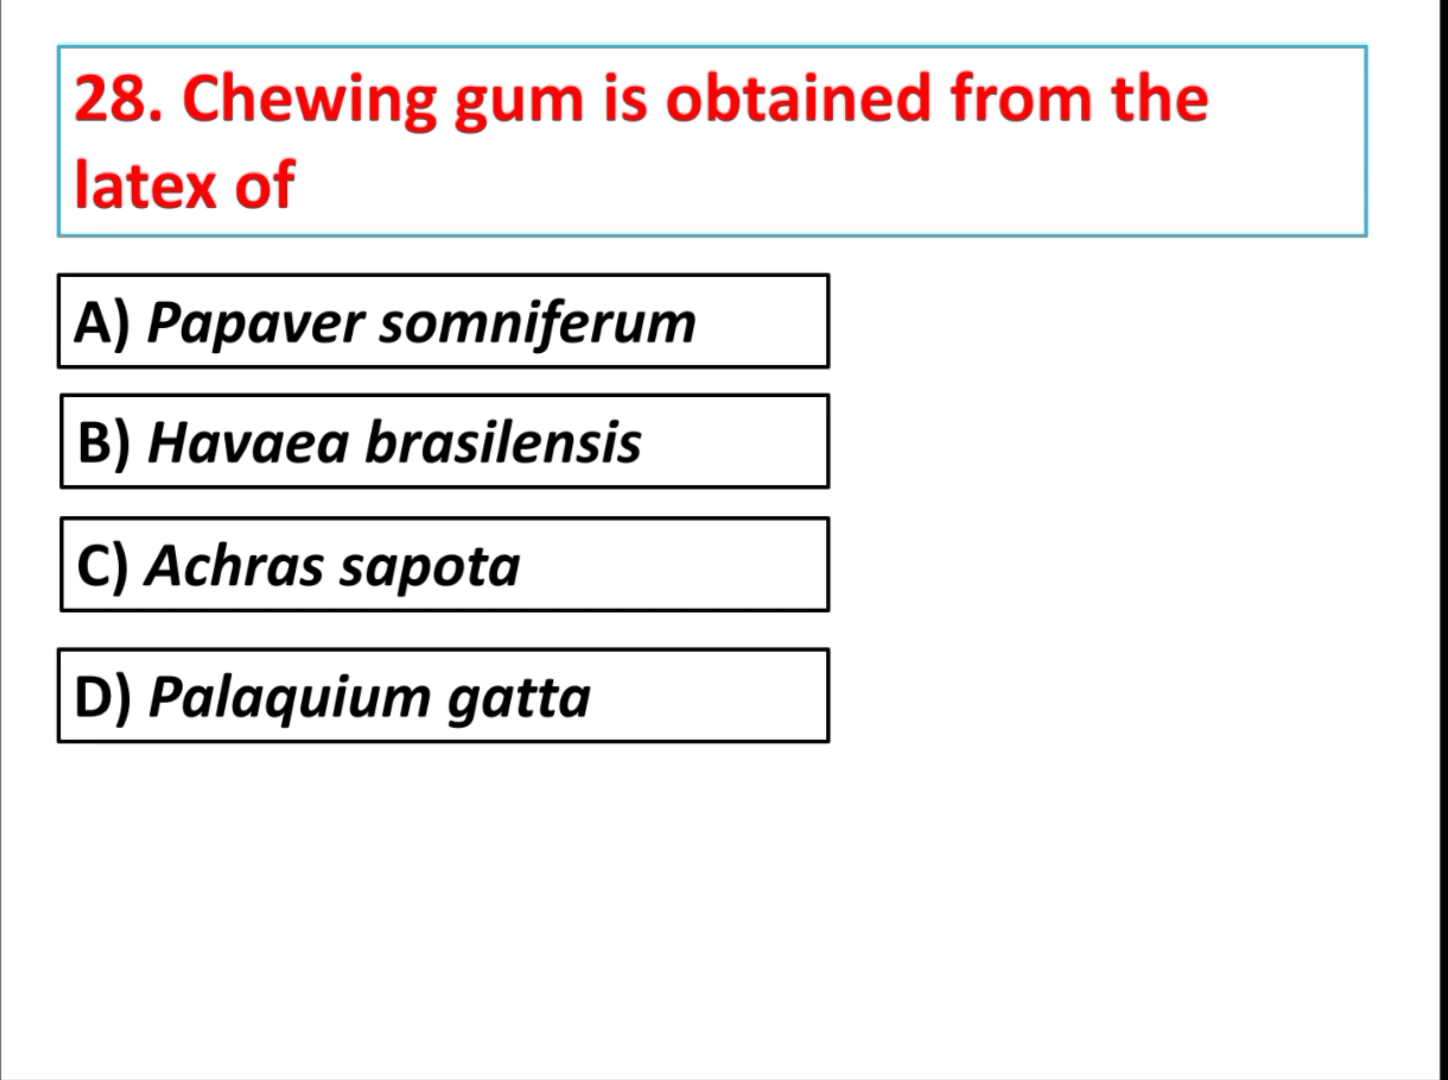 28. Chewing gum is obtained from the
latex of
A) Papaver somniferum
B) Havaea brasilensis
C) Achras sapota
D) Palaquium gatta